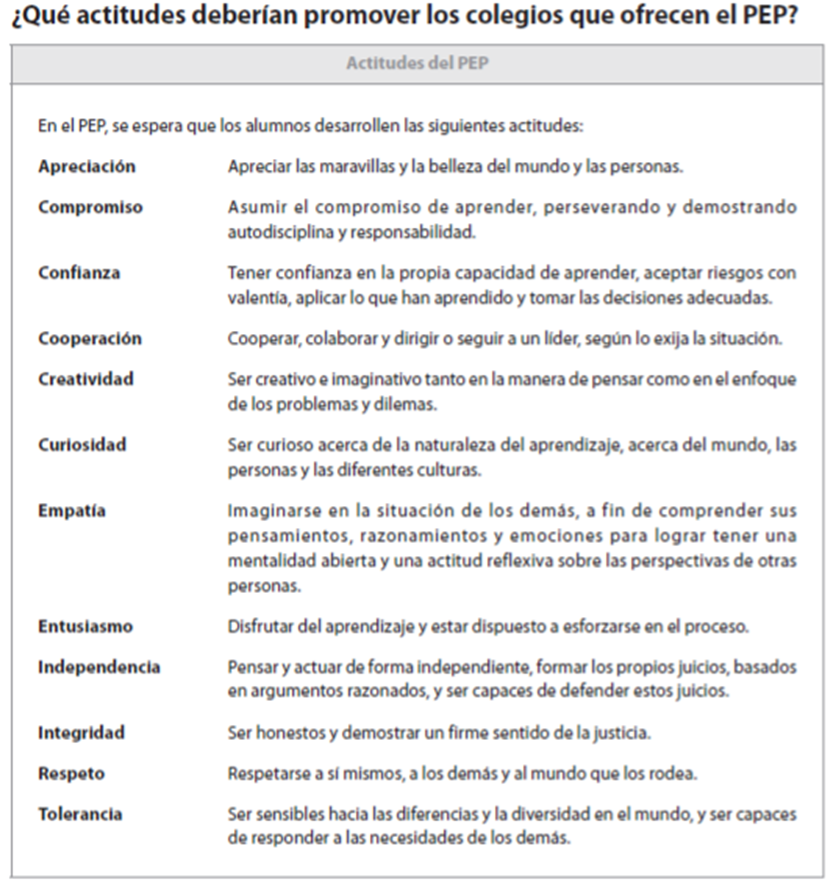 ¿Qué actitudes deberían promover los colegios que ofrecen el PEP?
Actitudes del PEP
En el PEP, se espera que los alumnos desarrollen las siguientes actitudes:
Apreciación Apreciar las maravillas y la belleza del mundo y las personas.
Compromiso Asumir el compromiso de aprender, perseverando y demostrando
autodisciplina y responsabilidad.
Confianza Tener confianza en la propia capacidad de aprender, aceptar riesgos con
valentía, aplicar lo que han aprendido y tomar las decisiones adecuadas.
Cooperación Cooperar, colaborar y dirigir o seguir a un líder, según lo exija la situación.
Creatividad Ser creativo e imaginativo tanto en la manera de pensar como en el enfoque
de los problemas y dilemas.
Curiosidad Ser curioso acerca de la naturaleza del aprendizaje, acerca del mundo, las
personas y las diferentes culturas.
Empatía Imaginarse en la situación de los demás, a fin de comprender sus
pensamientos, razonamientos y emociones para lograr tener una
mentalidad abierta y una actitud reflexiva sobre las perspectivas de otras
personas.
Entusiasmo Disfrutar del aprendizaje y estar dispuesto a esforzarse en el proceso.
Independencia Pensar y actuar de forma independiente, formar los propios juicios, basados
en argumentos razonados, y ser capaces de defender estos juicios.
Integridad Ser honestos y demostrar un firme sentido de la justicia.
Respeto Respetarse a sí mismos, a los demás y al mundo que los rodea.
Tolerancia Ser sensibles hacia las diferencias y la diversidad en el mundo, y ser capaces
de responder a las necesidades de los demás.